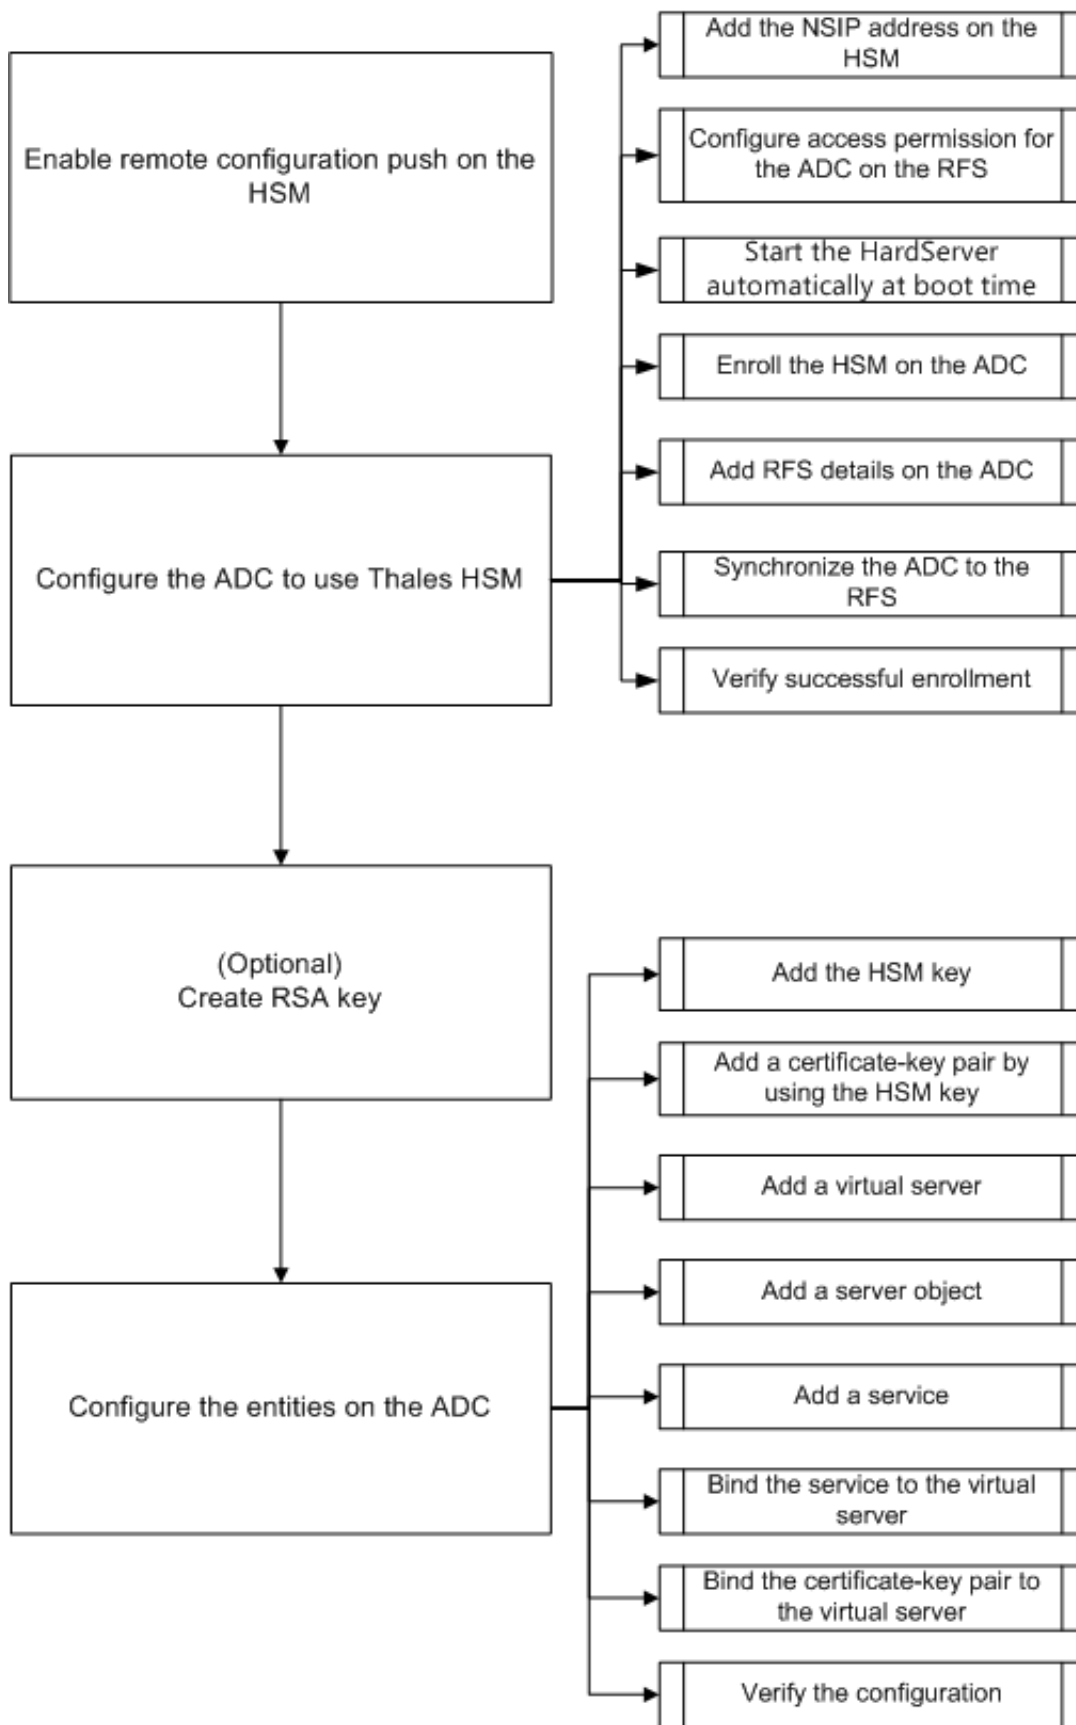 Enable remote configuration push on the
HSM
Configure the ADC to use Thales HSM
Add the NSIP address on the
HSM
Configure access permission for
the ADC on the RFS
Start the HardServer
automatically at boot time
Enroll the HSM on the ADC
Add RFS details on the ADC
Synchronize the ADC to the
RFS
Verify successful enrollment
(Optional)
Create RSA key
Configure the entities on the ADC
Add the HSM key
Add a certificate-key pair by
using the HSM key
Add a virtual server
Add a server object
Add a service
Bind the service to the virtual
server
Bind the certificate-key pair to
the virtual server
Verify the configuration